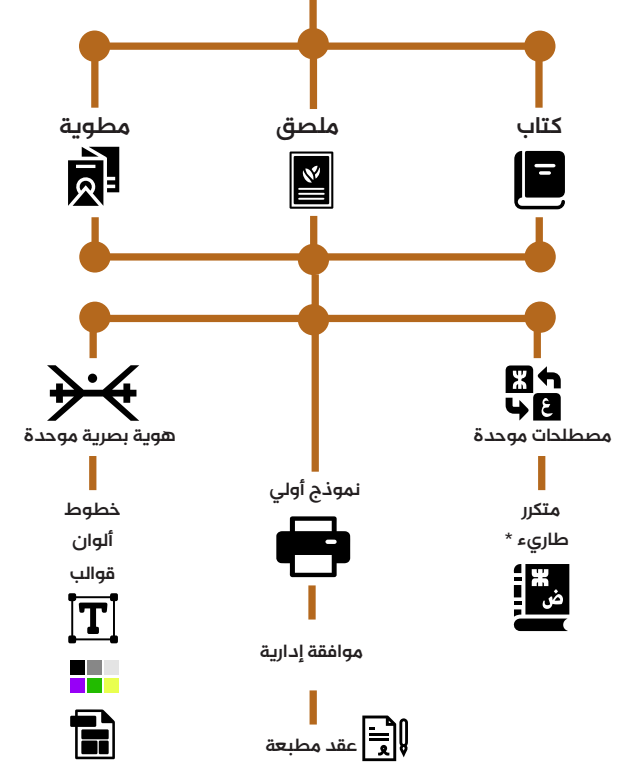 كتاب
ملصق
مطوية
مصطلحات موحدة
هوية بصرية موحدة
متكرر
طاريء *
ض
نموذج أولي
موافقة إدارية
عقد مطبعة
خطوط
ألوان
قوالب
T
ⵣ
ع